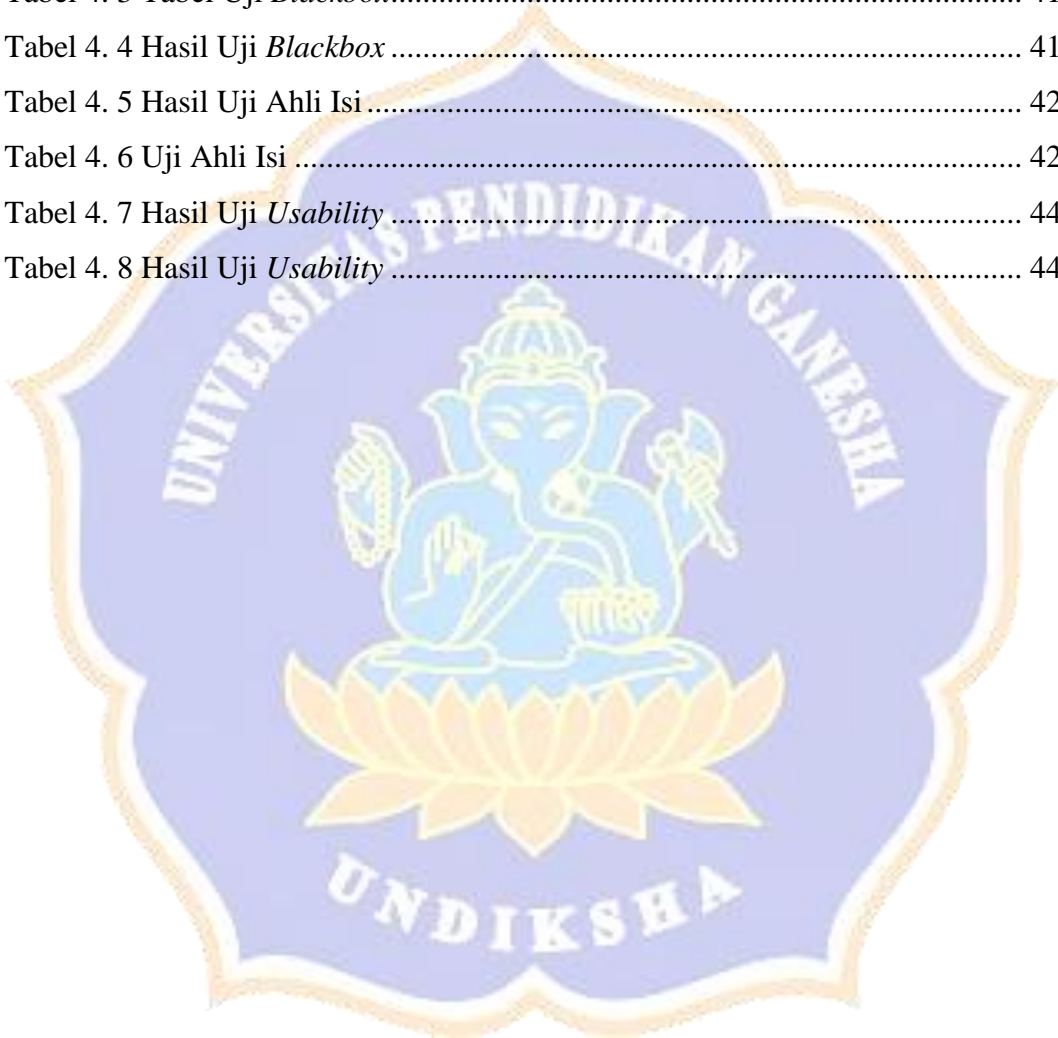 Tabel 4. 4 Hasil Uji Blackbox ........................................................................ 41
Tabel 4. 5 Hasil Uji Ahli Isi ........................................................................... 42
Tabel 4. 6 Uji Ahli Isi .................................................................................... 42
Tabel 4. 7 Hasil Uji Usability ........................................................................ 44
Tabel 4. 8 Hasil Uji Usability ........................................................................ 44
UNIVERSITAS PENDIDIKAN GANESHA
UNDIKSHA